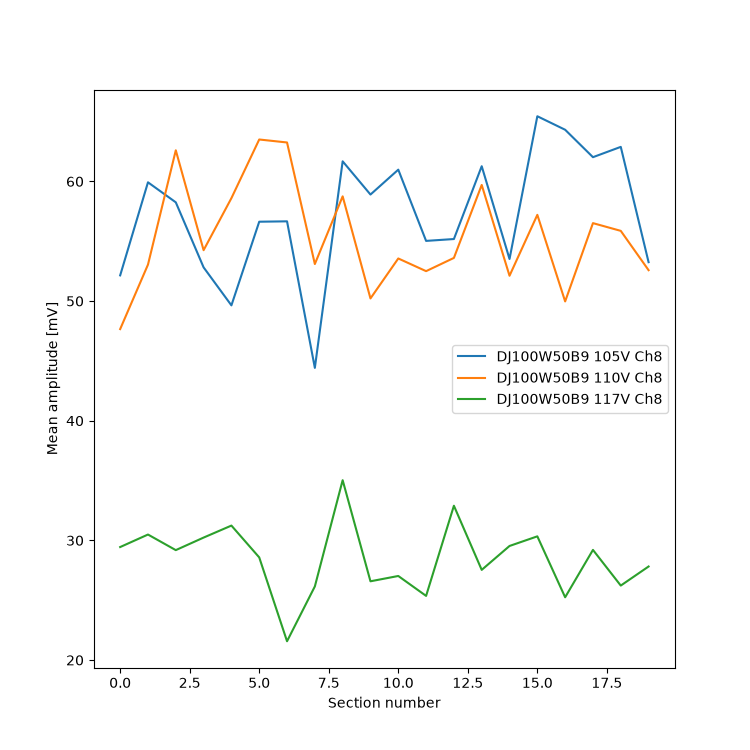 60
50
40
30
20
Mean amplitude [mV]
DJ100W50B9 105V Ch8
DJ100W50B9 110V Ch8
DJ100W50B9 117V Ch8
0.0 2.5 5.0 7.5 10.0 12.5 15.0 17.5
Section number